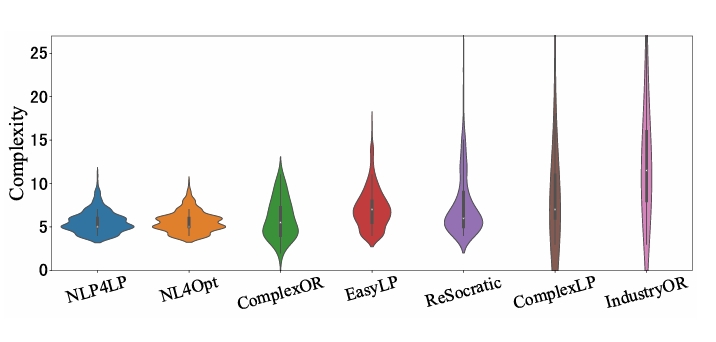 Complexity
25
20
15
10
5
0
NLP4LP
NL4Opt
ComplexOR
EasyLP
ReSocratic
ComplexLP
IndustryOR